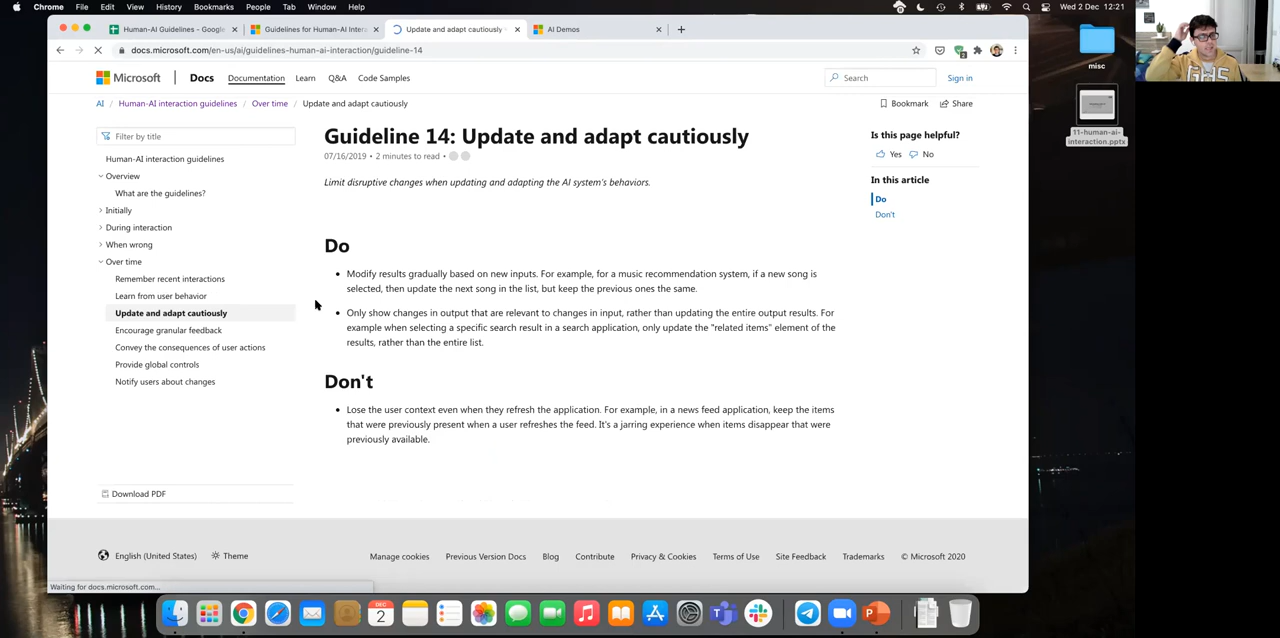 Chrome File Edit View History Bookmarks People Tab Window Help
Wed 2 Dec 12:21
Human-AI Guidelines - Google
Guidelines for Human-AI Intera
Update and adapt cautiously
AI Demos
docs.microsoft.com/en-us/ai/guidelines-human-ai-interaction/guideline-14
Microsoft Docs Documentation Learn Q&A Code Samples
Search
Sign in
AI Human-AI interaction guidelines Over time Update and adapt cautiously
Bookmark Share
Filter by title
Human-AI interaction guidelines
Overview
What are the guidelines?
Initially
During interaction
When wrong
Over time
Remember recent interactions
Learn from user behavior
Update and adapt cautiously
Encourage granular feedback
Convey the consequences of user actions
Provide global controls
Notify users about changes
Download PDF
Guideline 14: Update and adapt cautiously
07/16/2019 • 2 minutes to read •
Limit disruptive changes when updating and adapting the AI system's behaviors.
Do
• Modify results gradually based on new inputs. For example, for a music recommendation system, if a new song is
selected, then update the next song in the list, but keep the previous ones the same.
• Only show changes in output that are relevant to changes in input, rather than updating the entire output results. For
example when selecting a specific search result in a search application, only update the "related items" element of the
results, rather than the entire list.
Don't
• Lose the user context even when they refresh the application. For example, in a news feed application, keep the items
that were previously present when a user refreshes the feed. It's a jarring experience when items disappear that were
previously available.
Is this page helpful?
Yes No
In this article
Do
Don't
English (United States) Theme
Manage cookies Previous Version Docs Blog Contribute Privacy & Cookies Terms of Use Site Feedback Trademarks © Microsoft 2020
Waiting for docs.microsoft.com...
misc
11-human-ai-
interaction.pptx
DEC
2